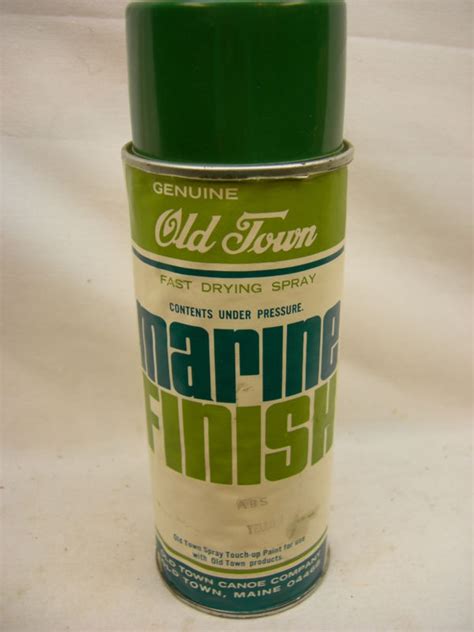 GENUINE
Old Town
FAST DRYING SPRAY
CONTENTS UNDER PRESSURE.
marine
FINISH
ABS
Old Town Spray Touch-up Paint for use
with Old Town products.
OLD TOWN CANOE COMPANY
OLD TOWN, MAINE 04468